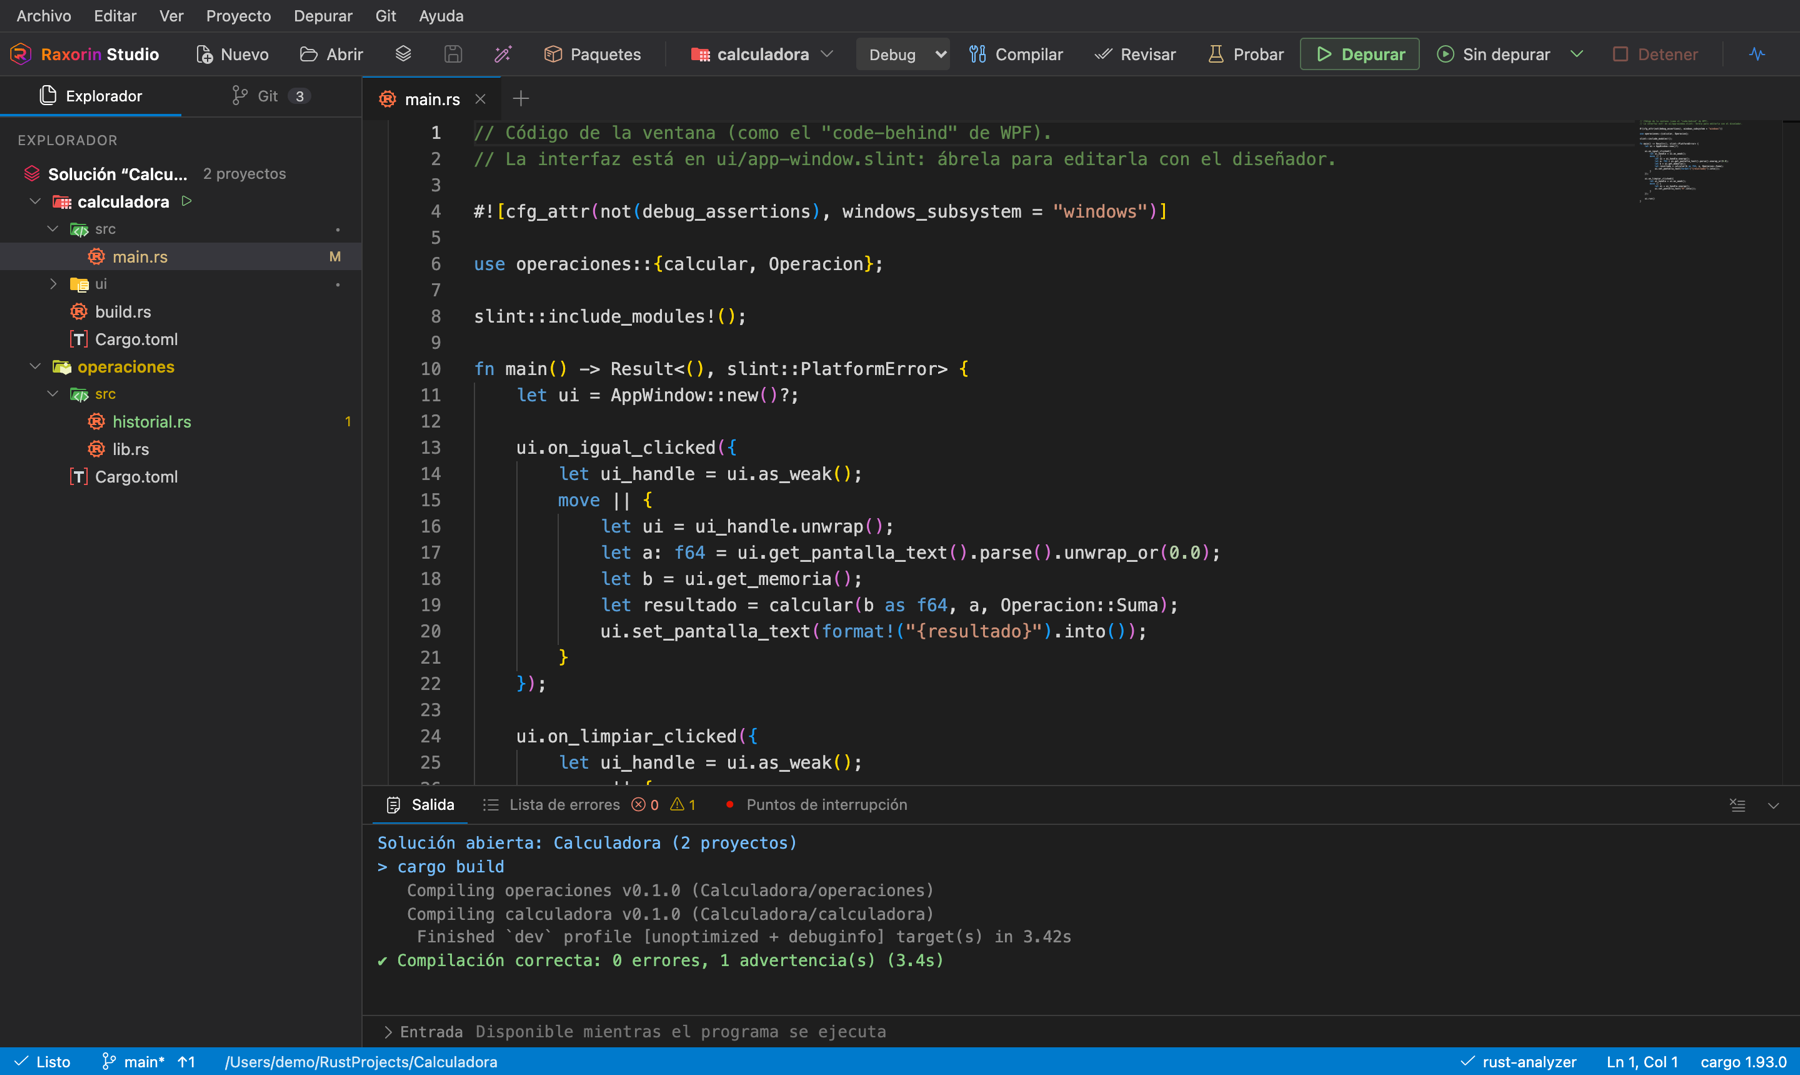 Archivo Editar Ver Proyecto Depurar Git Ayuda
Raxorin Studio Nuevo Abrir Paquetes calculadora Debug Compilar Revisar Probar Depurar Sin depurar Detener
Explorador Git 3
main.rs
EXPLORADOR
Solución “Calcu... 2 proyectos
calculadora
src
main.rs M
ui
build.rs
[T] Cargo.toml
operaciones
src
historial.rs 1
lib.rs
[T] Cargo.toml
1 // Código de la ventana (como el "code-behind" de WPF).
2 // La interfaz está en ui/app-window.slint: ábrela para editarla con el diseñador.
3
4 #![cfg_attr(not(debug_assertions), windows_subsystem = "windows")]
5
6 use operaciones::{calcular, Operacion};
7
8 slint::include_modules!();
9
10 fn main() -> Result<(), slint::PlatformError> {
11 let ui = AppWindow::new()?;
12
13 ui.on_igual_clicked({
14 let ui_handle = ui.as_weak();
15 move || {
16 let ui = ui_handle.unwrap();
17 let a: f64 = ui.get_pantalla_text().parse().unwrap_or(0.0);
18 let b = ui.get_memoria();
19 let resultado = calcular(b as f64, a, Operacion::Suma);
20 ui.set_pantalla_text(format!("{resultado}").into());
21 }
22 });
23
24 ui.on_limpiar_clicked({
25 let ui_handle = ui.as_weak();
Salida Lista de errores 0 1 Puntos de interrupción
Solución abierta: Calculadora (2 proyectos)
> cargo build
Compiling operaciones v0.1.0 (Calculadora/operaciones)
Compiling calculadora v0.1.0 (Calculadora/calculadora)
Finished `dev` profile [unoptimized + debuginfo] target(s) in 3.42s
✔ Compilación correcta: 0 errores, 1 advertencia(s) (3.4s)
> Entrada Disponible mientras el programa se ejecuta
Listo main* ↑1 /Users/demo/RustProjects/Calculadora rust-analyzer Ln 1, Col 1 cargo 1.93.0